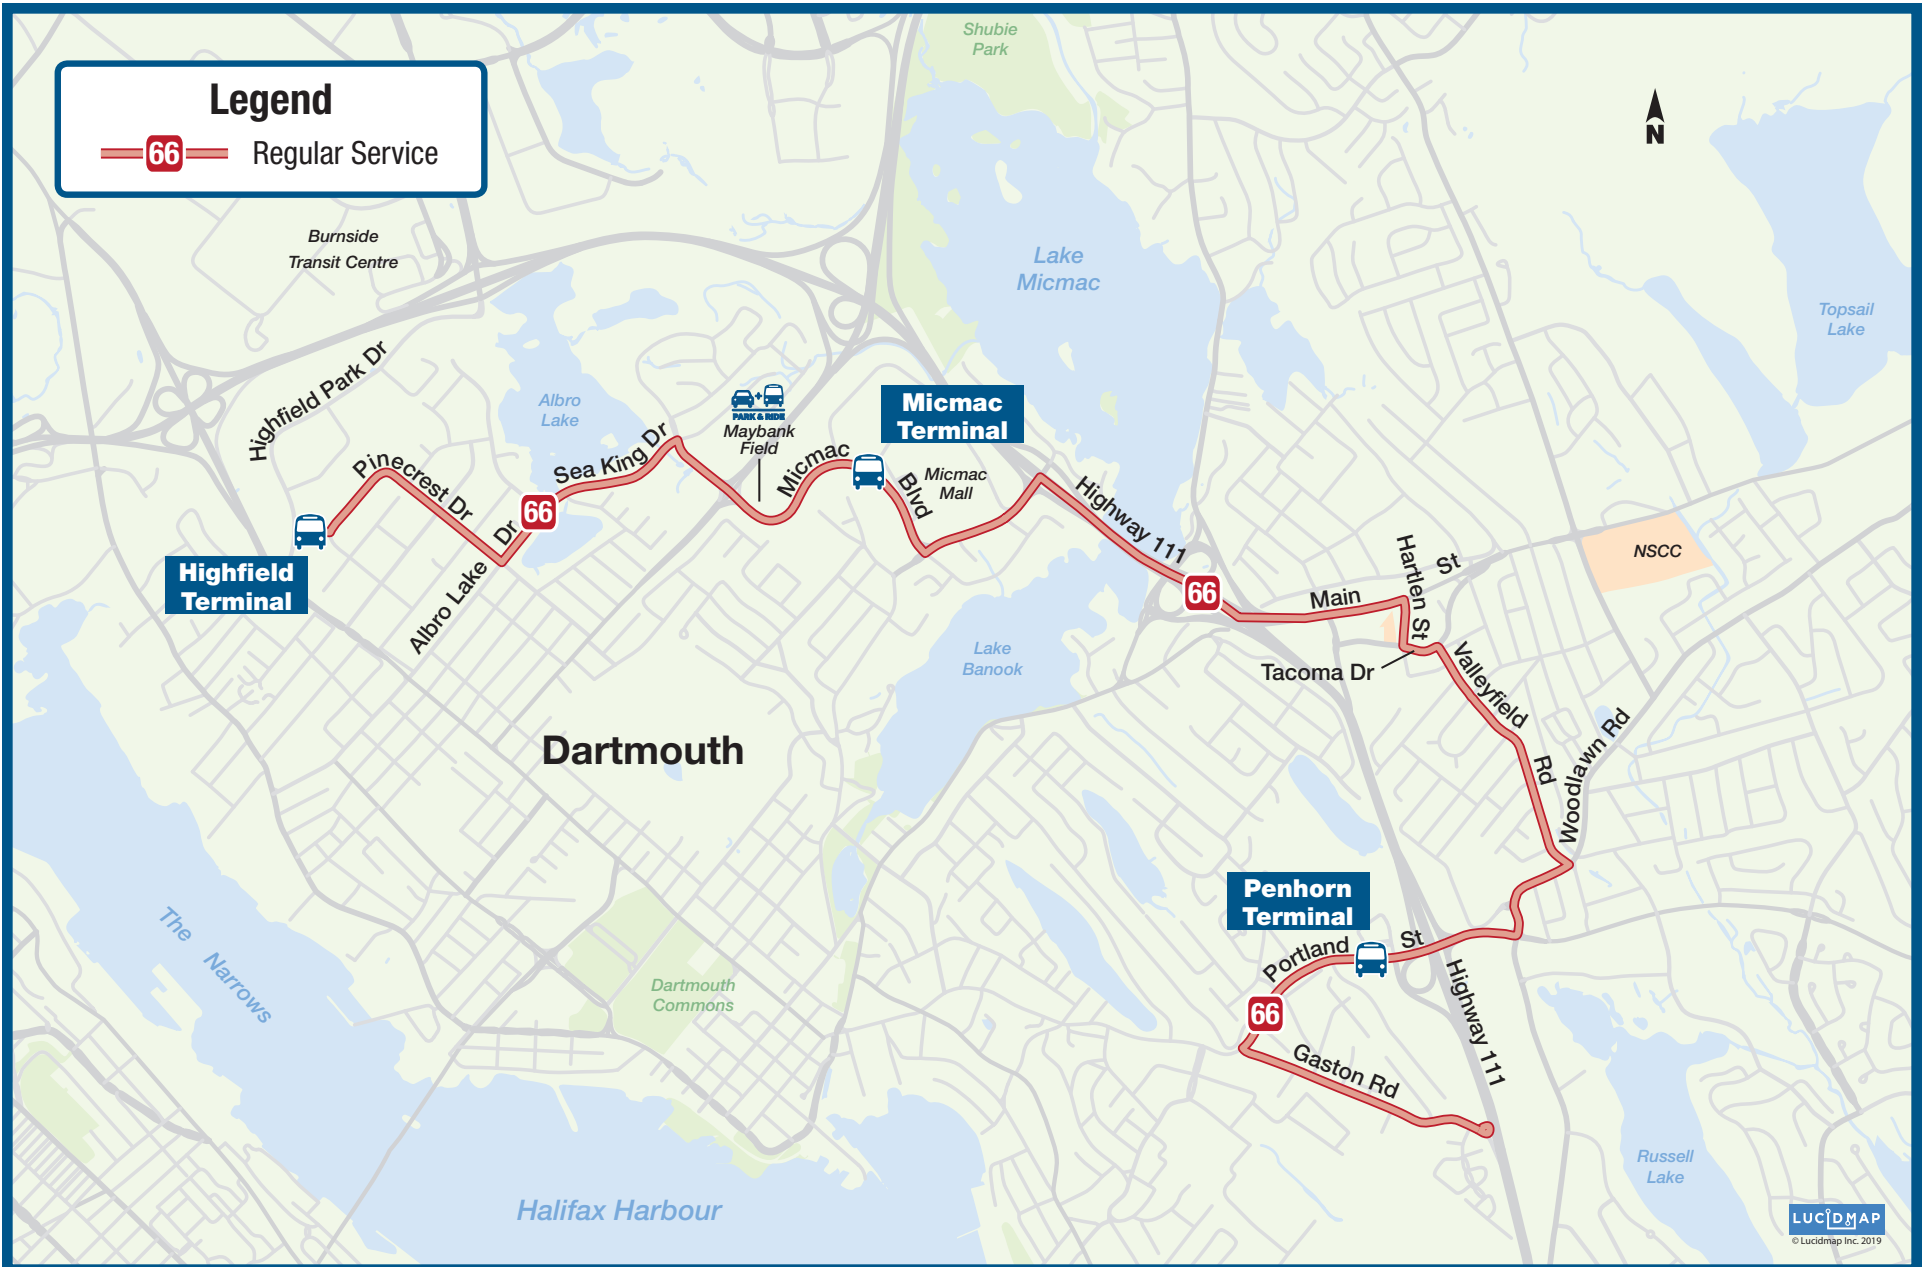 Legend
66
Regular Service
Shubie
Park
N
Burnside
Transit Centre
Lake
Micmac
Topsail
Lake
Highfield Park Dr
Albro
Lake
PARK & RIDE
Maybank
Field
Micmac
Terminal
Pinecrest Dr
Sea King Dr
Micmac Blvd
Micmac
Mall
Highway 111
66
Albro Lake Dr
Highfield
Terminal
66
Main St
Hartlen St
NSCC
Tacoma Dr
Valleyfield Rd
Lake
Banook
Woodlawn Rd
Dartmouth
Penhorn
Terminal
Portland St
The Narrows
Dartmouth
Commons
66
Highway 111
Gaston Rd
Russell
Lake
Halifax Harbour
LUCIDMAP
© Lucidmap Inc. 2019